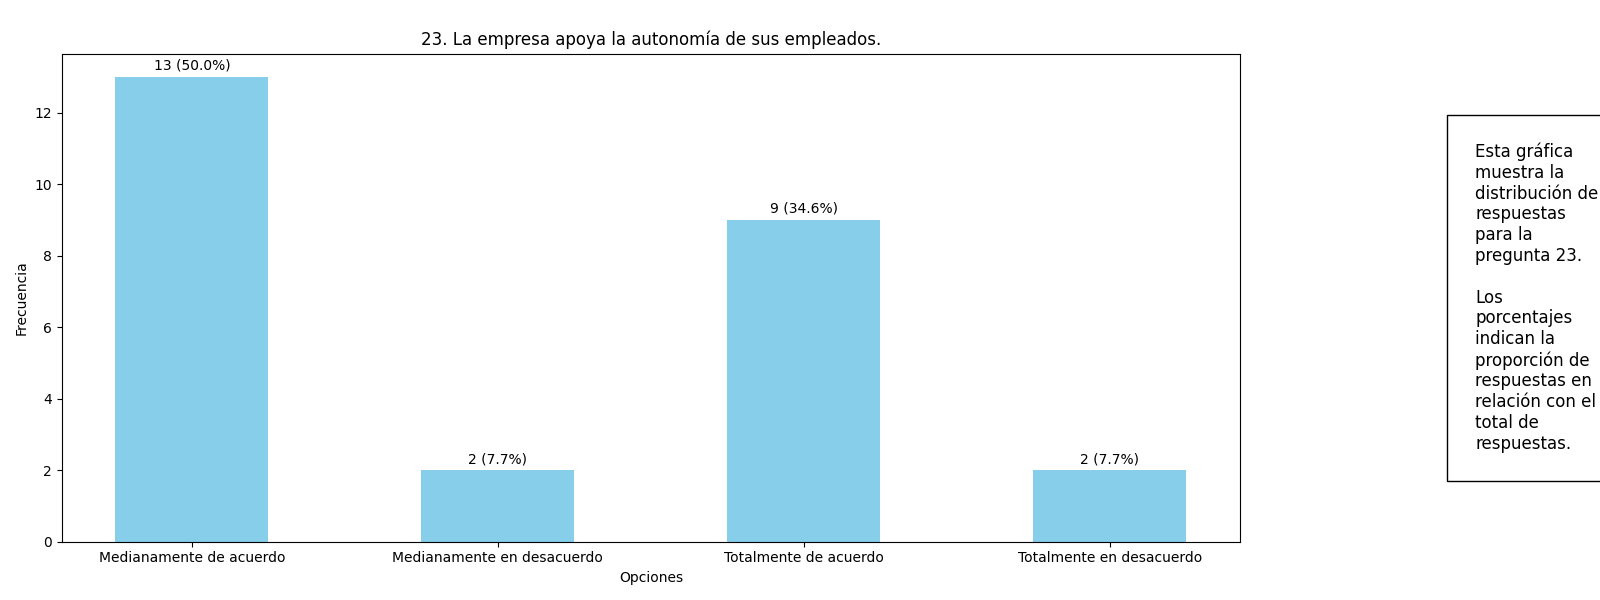 23. La empresa apoya la autonomía de sus empleados.
13 (50.0%)
2 (7.7%)
9 (34.6%)
2 (7.7%)
Frecuencia
12
10
8
6
4
2
0
Medianamente de acuerdo
Medianamente en desacuerdo
Totalmente de acuerdo
Totalmente en desacuerdo
Opciones
Esta gráfica
muestra la
distribución de
respuestas
para la
pregunta 23.
Los
porcentajes
indican la
proporción de
respuestas en
relación con el
total de
respuestas.